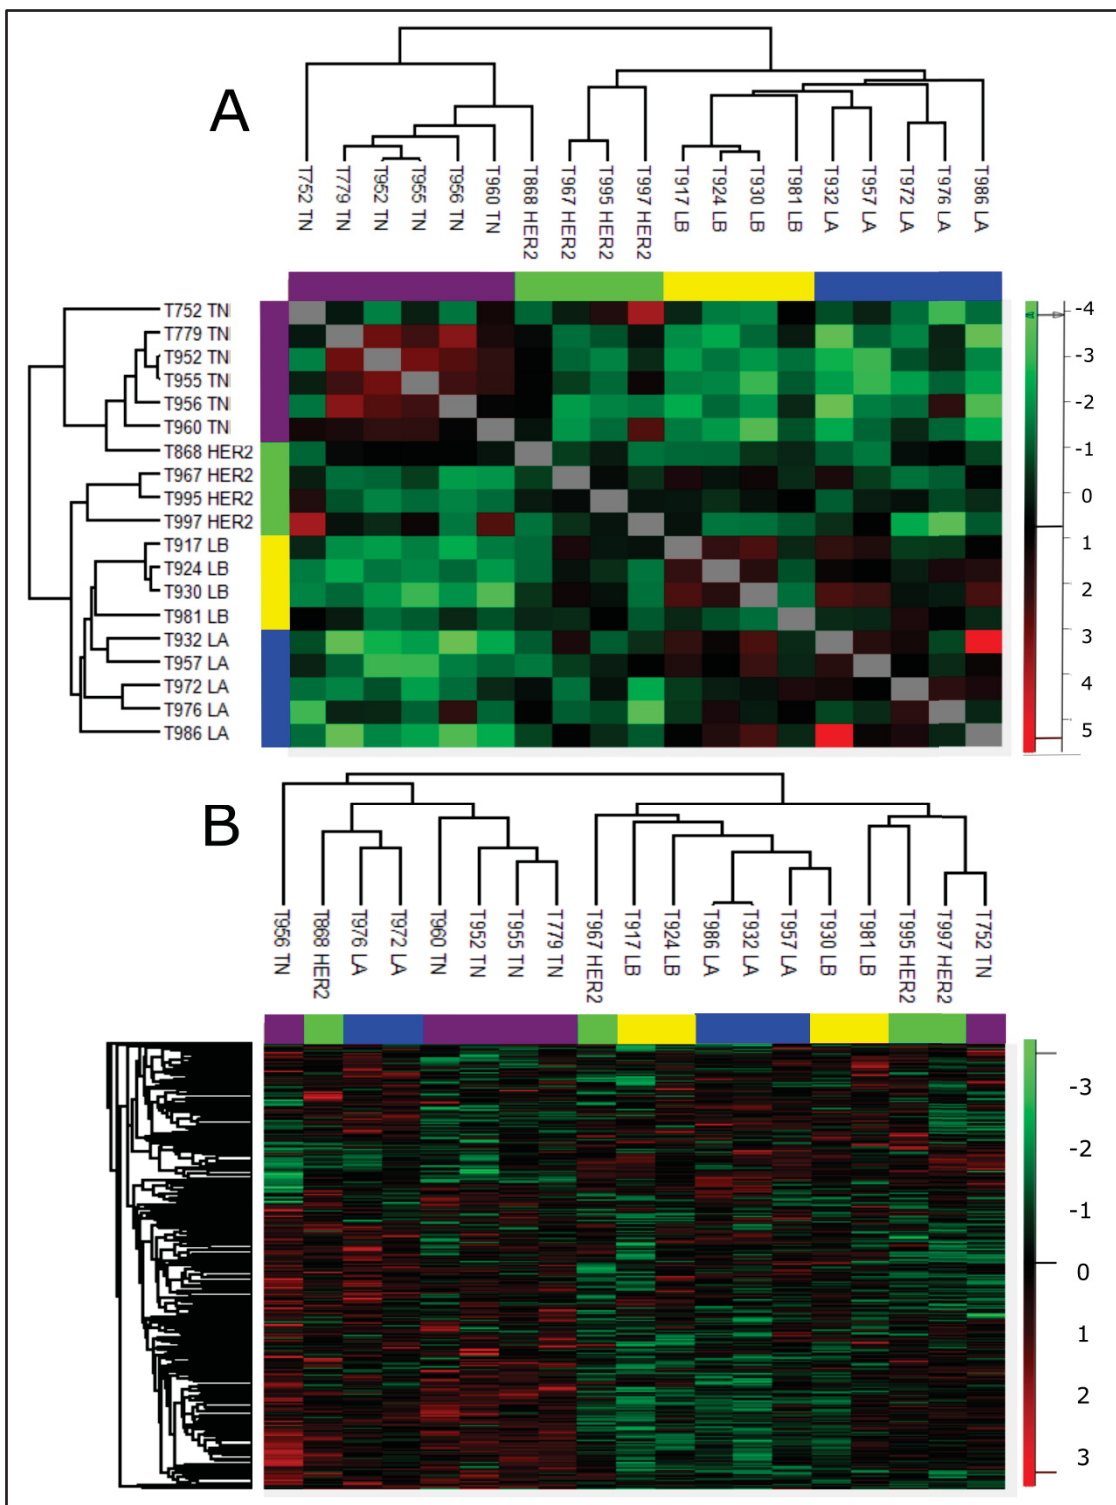 A
T752 TN
T779 TN
T952 TN
T955 TN
T956 TN
T960 TN
T868 HER2
T967 HER2
T995 HER2
T997 HER2
T917 LB
T924 LB
T930 LB
T981 LB
T932 LA
T957 LA
T972 LA
T976 LA
T986 LA
T752 TN
T779 TN
T952 TN
T955 TN
T956 TN
T960 TN
T868 HER2
T967 HER2
T995 HER2
T997 HER2
T917 LB
T924 LB
T930 LB
T981 LB
T932 LA
T957 LA
T972 LA
T976 LA
T986 LA
-4
-3
-2
-1
0
1
2
3
4
5
B
T956 TN
T868 HER2
T976 LA
T972 LA
T960 TN
T952 TN
T955 TN
T779 TN
T967 HER2
T917 LB
T924 LB
T986 LA
T932 LA
T957 LA
T930 LB
T981 LB
T995 HER2
T997 HER2
T752 TN
-3
-2
-1
0
1
2
3